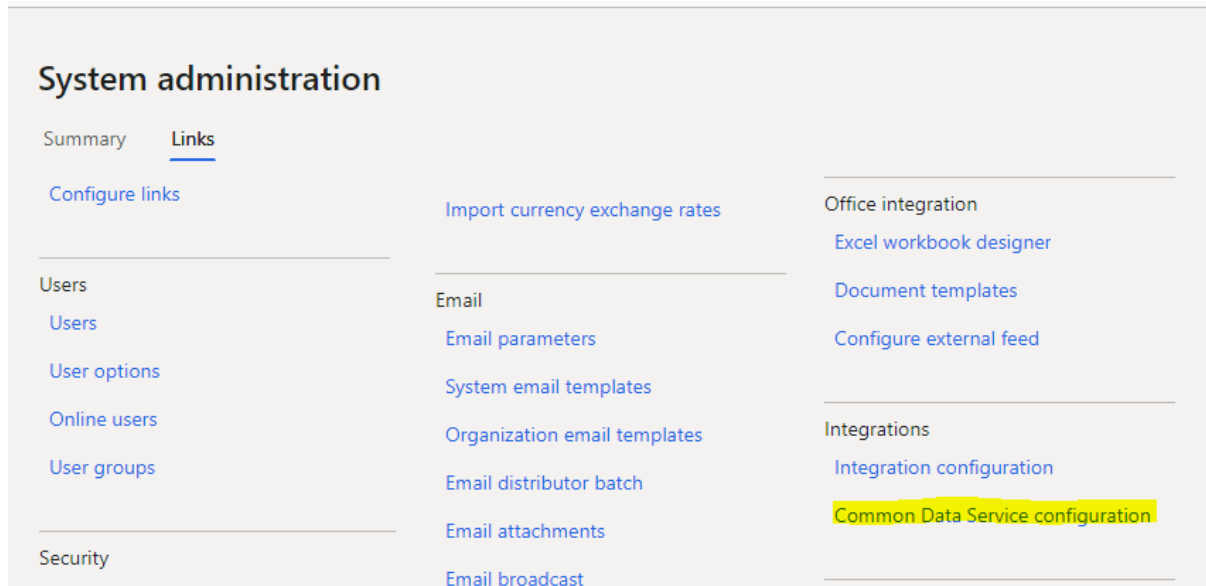 System administration
Summary
Links
Configure links
Users
Users
User options
Online users
User groups
Security
Import currency exchange rates
Email
Email parameters
System email templates
Organization email templates
Email distributor batch
Email attachments
Email broadcast
Office integration
Excel workbook designer
Document templates
Configure external feed
Integrations
Integration configuration
Common Data Service configuration